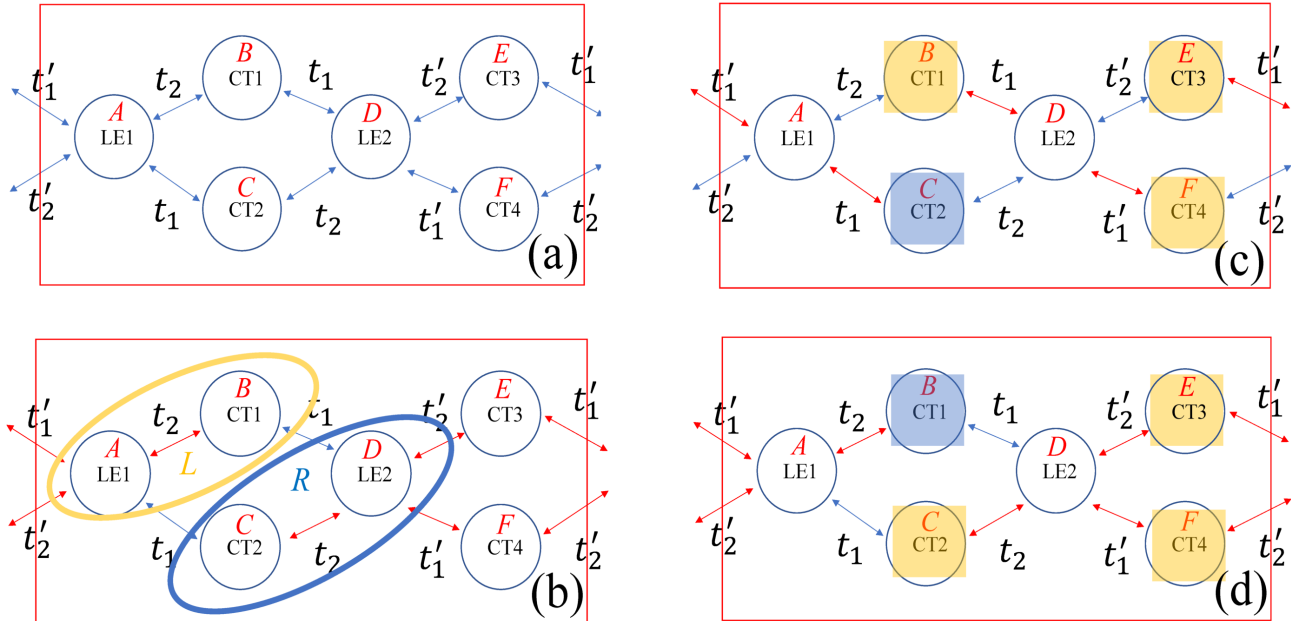 B
E
CT1
CT3
t′₁
t₂
t₁
t′₂
t′₁
A
D
LE1
LE2
C
F
CT2
CT4
t′₂
t₁
t₂
t′₁
t′₂
(a)
B
E
CT1
CT3
t′₁
t₂
t₁
t′₂
t′₁
A
D
LE1
LE2
C
F
CT2
CT4
t′₂
t₁
t₂
t′₁
t′₂
(c)
B
E
CT1
CT3
t′₁
t₂
t₁
t′₂
t′₁
A
D
LE1
L
R
LE2
C
F
CT2
CT4
t′₂
t₁
t₂
t′₁
t′₂
(b)
B
E
CT1
CT3
t′₁
t₂
t₁
t′₂
t′₁
A
D
LE1
LE2
C
F
CT2
CT4
t′₂
t₁
t₂
t′₁
t′₂
(d)